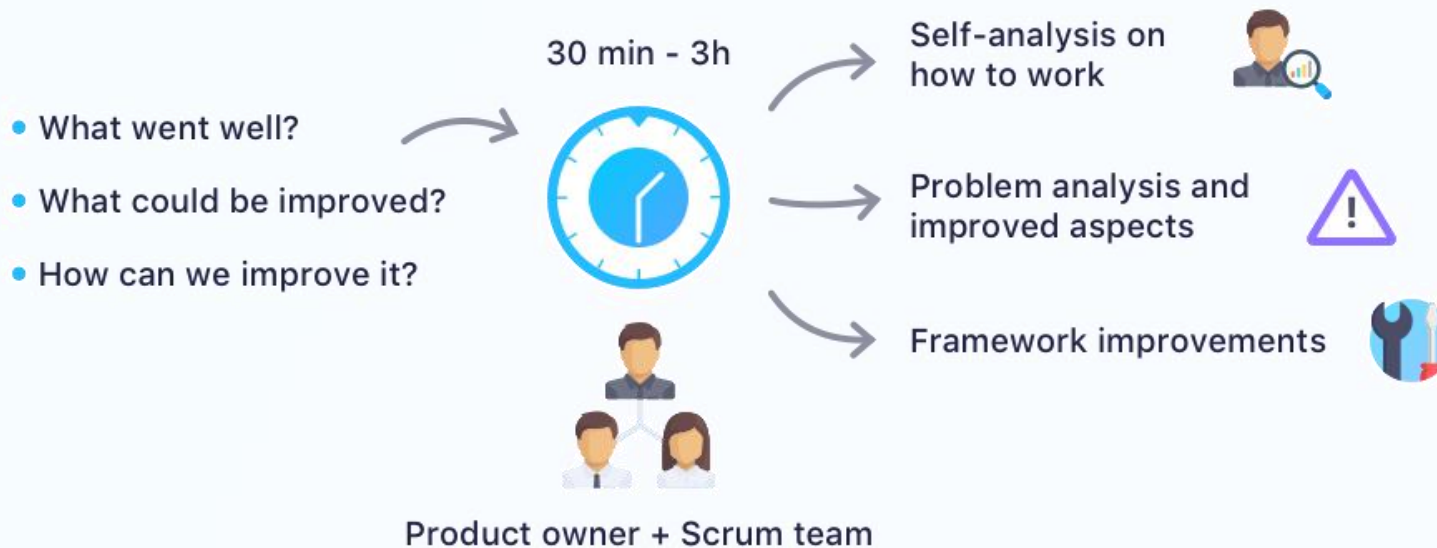 30 min - 3h
What went well?
What could be improved?
How can we improve it?
Self-analysis on
how to work
Problem analysis and
improved aspects
!
Framework improvements
Product owner + Scrum team